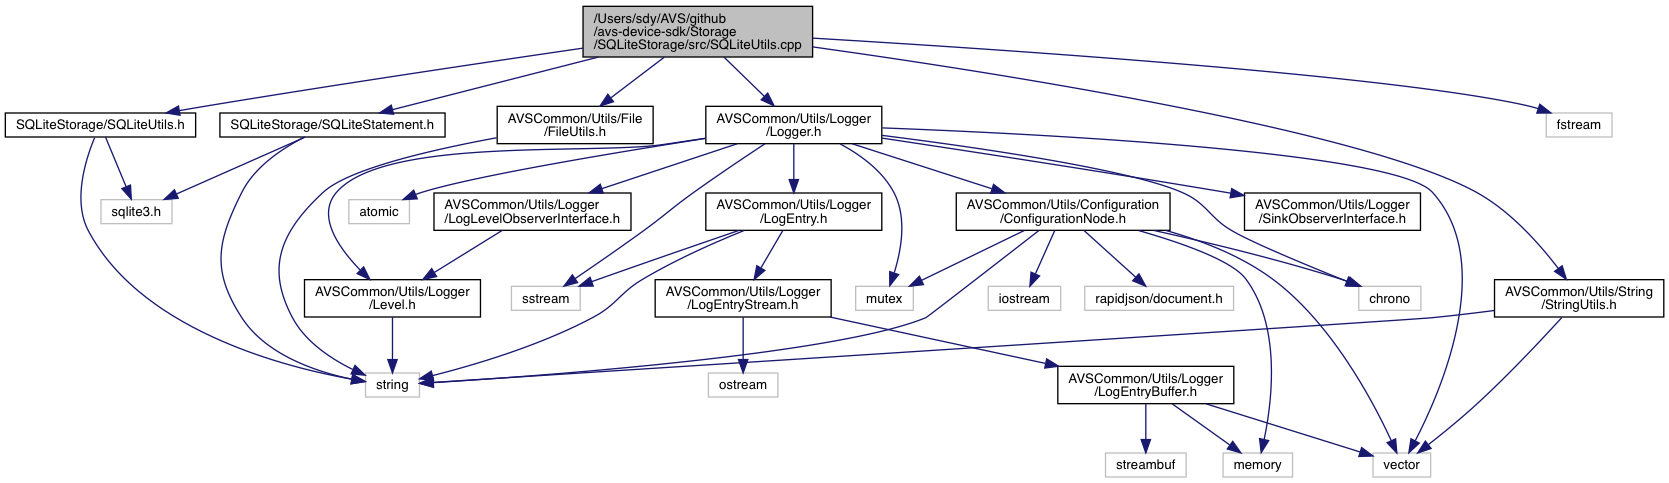 /Users/sdy/AVS/github
/avs-device-sdk/Storage
/SQLiteStorage/src/SQLiteUtils.cpp
SQLiteStorage/SQLiteUtils.h
SQLiteStorage/SQLiteStatement.h
AVSCommon/Utils/File
/FileUtils.h
AVSCommon/Utils/Logger
/Logger.h
fstream
sqlite3.h
atomic
AVSCommon/Utils/Logger
/LogLevelObserverInterface.h
AVSCommon/Utils/Logger
/LogEntry.h
AVSCommon/Utils/Configuration
/ConfigurationNode.h
AVSCommon/Utils/Logger
/SinkObserverInterface.h
AVSCommon/Utils/Logger
/Level.h
sstream
AVSCommon/Utils/Logger
/LogEntryStream.h
mutex
iostream
rapidjson/document.h
chrono
AVSCommon/Utils/String
/StringUtils.h
string
ostream
AVSCommon/Utils/Logger
/LogEntryBuffer.h
streambuf
memory
vector